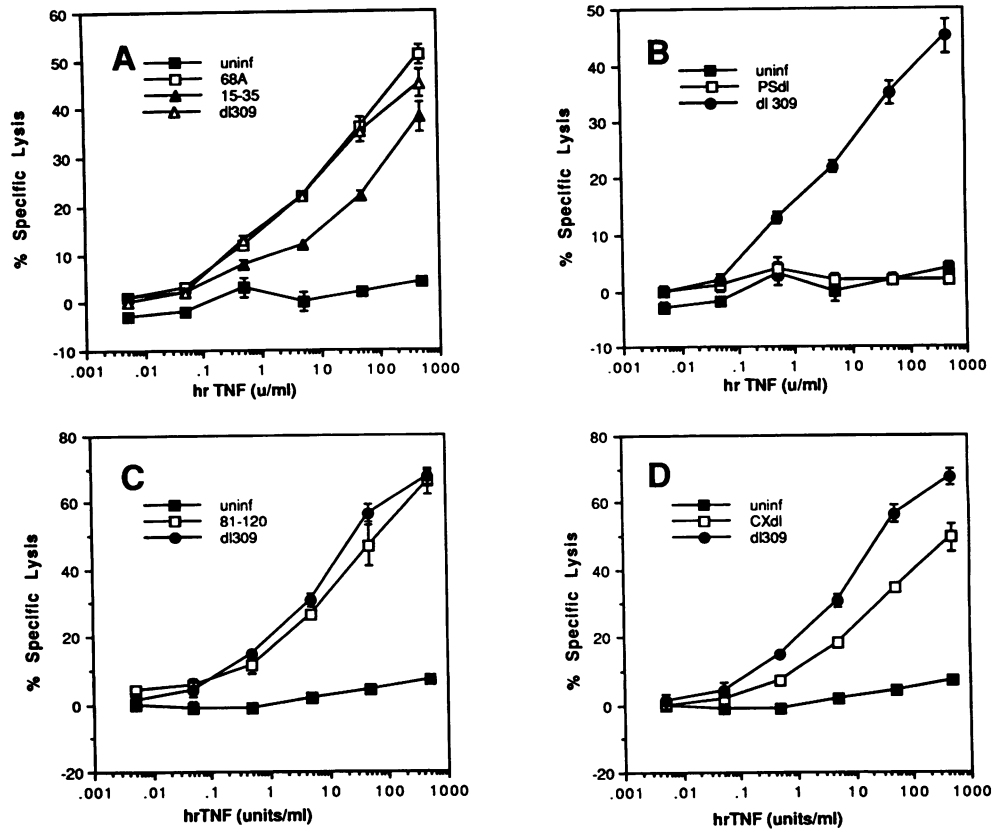 A
uninf
68A
15-35
dl309
% Specific Lysis
60
50
40
30
20
10
0
-10
.001 .01 .1 1 10 100 1000
hr TNF (u/ml)
B
uninf
PSdl
dl 309
% Specific Lysis
50
40
30
20
10
0
-10
.001 .01 .1 1 10 100 1000
hr TNF (u/ml)
C
uninf
81-120
dl309
% Specific Lysis
80
60
40
20
0
-20
.001 .01 .1 1 10 100 1000
hrTNF (units/ml)
D
uninf
CXdl
dl309
% Specific Lysis
80
60
40
20
0
-20
.001 .01 .1 1 10 100 1000
hrTNF (units/ml)